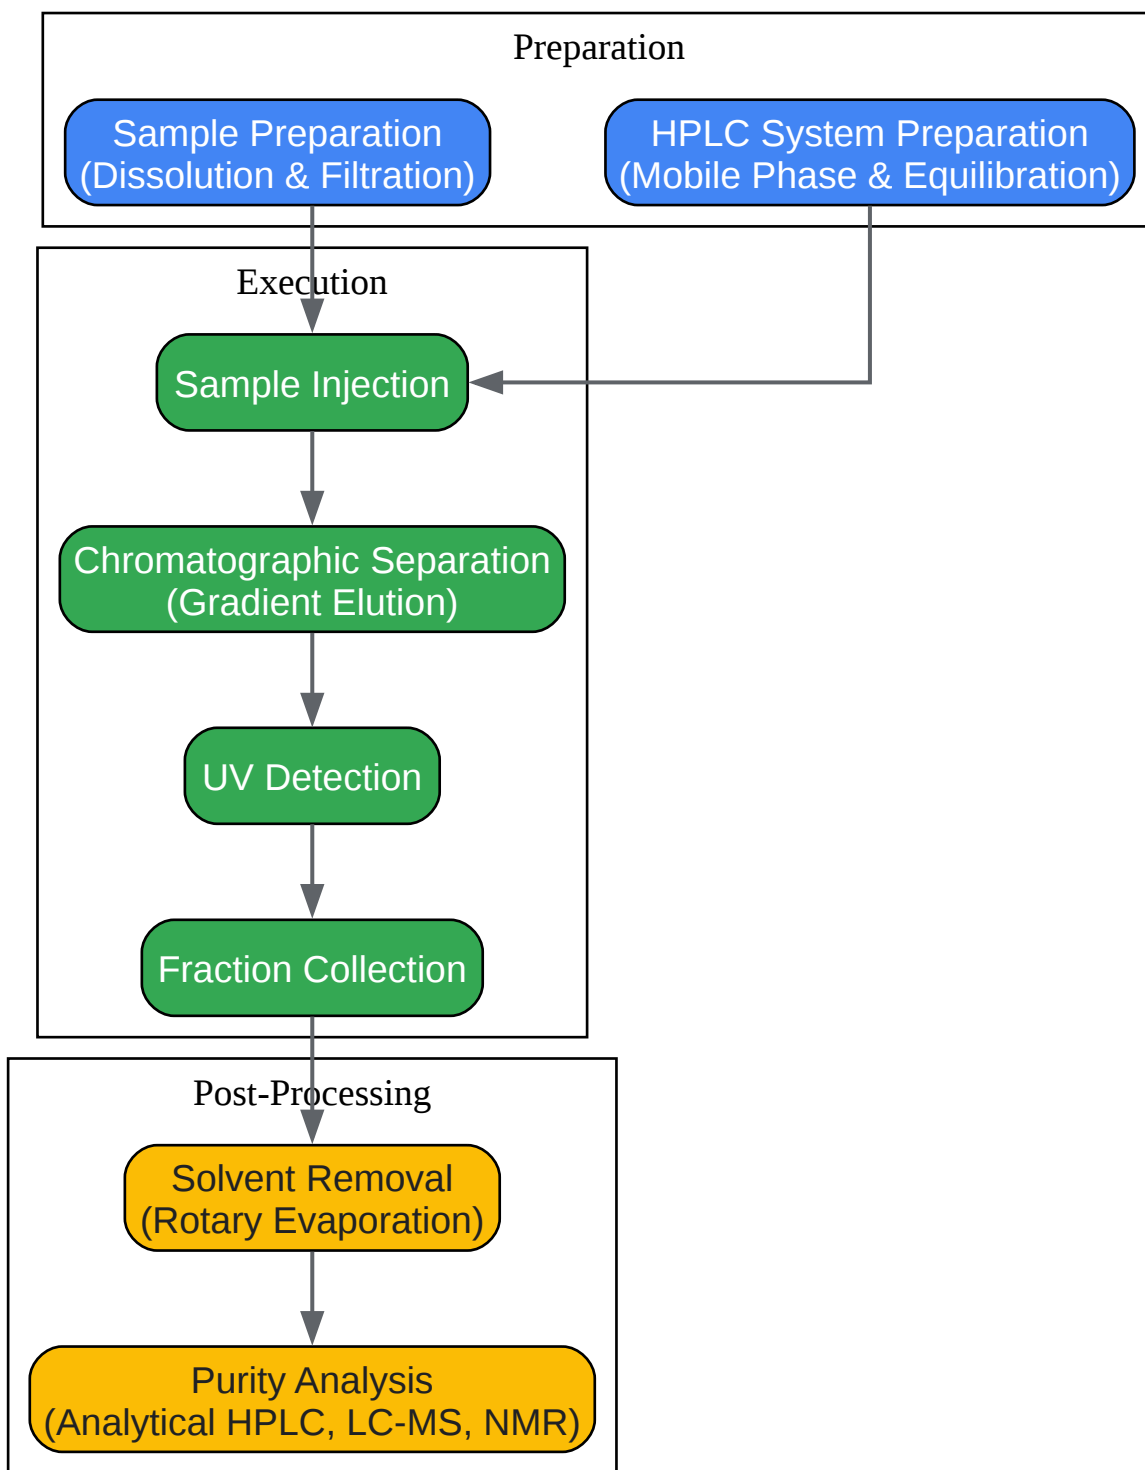 Preparation
Sample Preparation
(Dissolution & Filtration)
HPLC System Preparation
(Mobile Phase & Equilibration)
Execution
Sample Injection
Chromatographic Separation
(Gradient Elution)
UV Detection
Fraction Collection
Post-Processing
Solvent Removal
(Rotary Evaporation)
Purity Analysis
(Analytical HPLC, LC-MS, NMR)